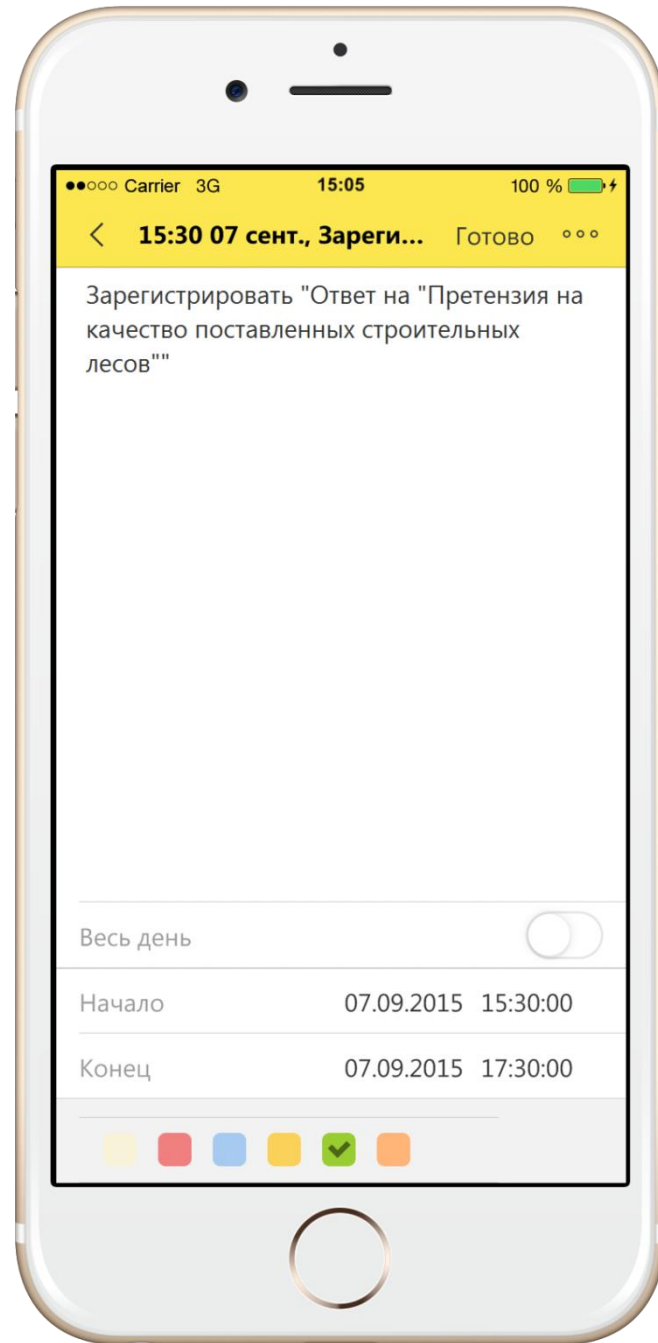 Carrier 3G 15:05 100 %
15:30 07 сент., Зареги... Готово
Зарегистрировать "Ответ на "Претензия на
качество поставленных строительных
лесов""
Весь день
Начало 07.09.2015 15:30:00
Конец 07.09.2015 17:30:00